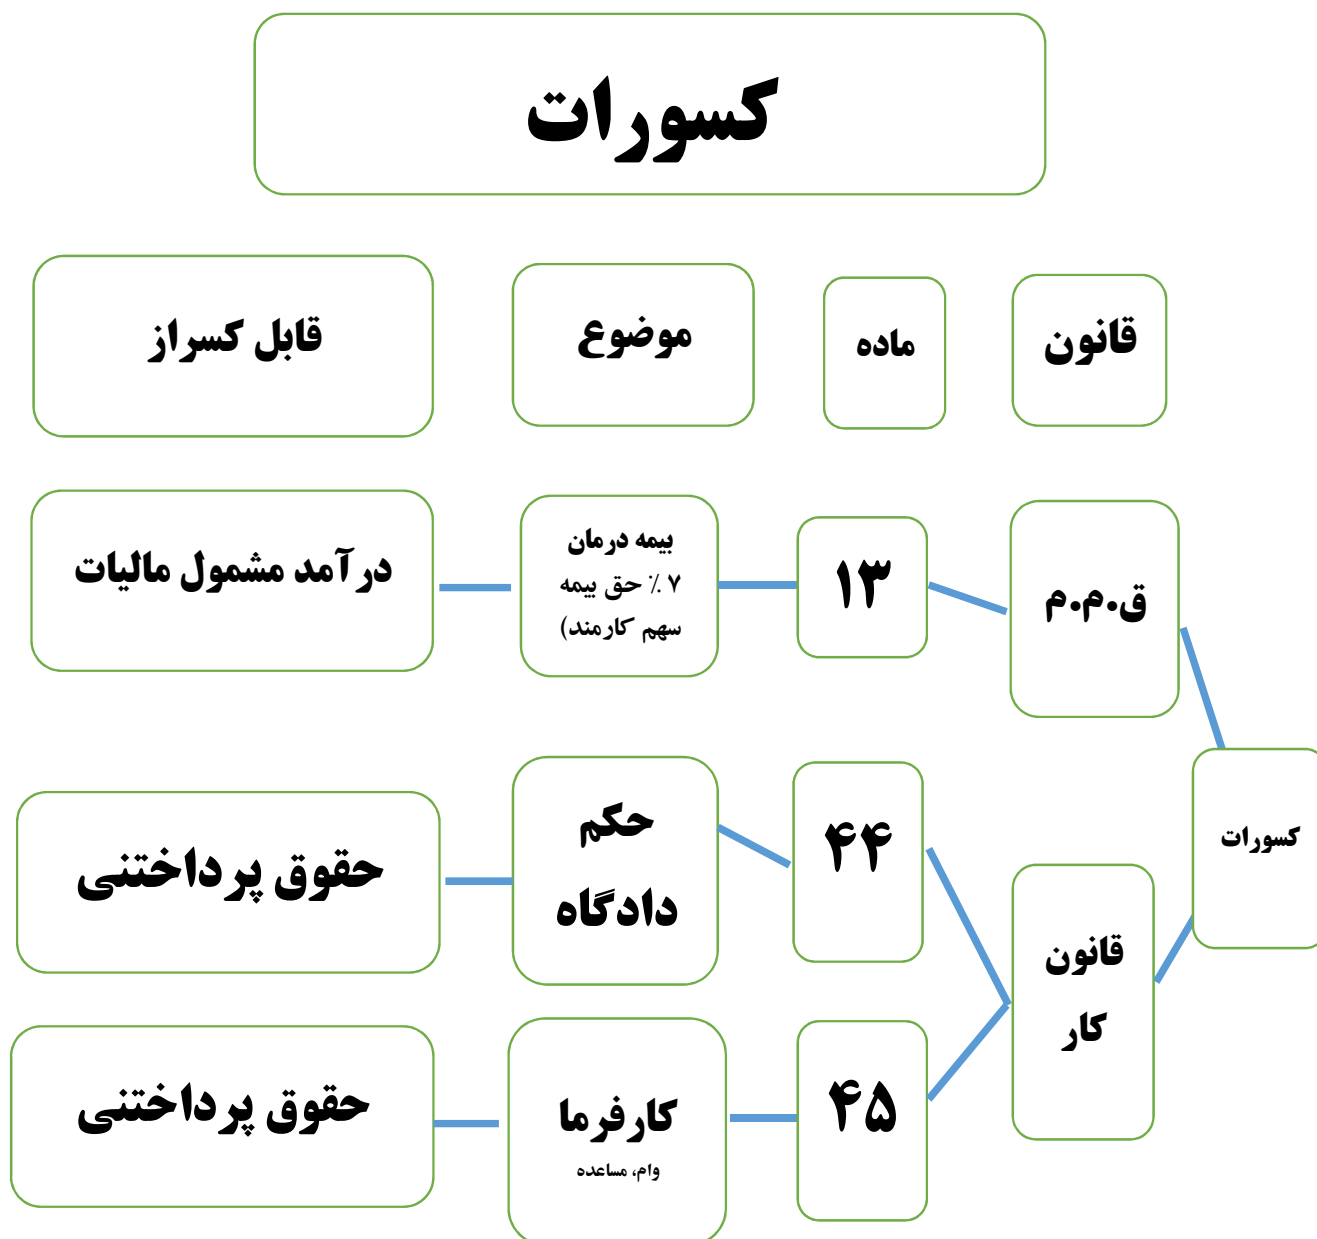 کسورات
قانون
ماده
موضوع
قابل کسراز
ق.م.م
۱۳
بیمه درمان
۷ ٪ حق بیمه
سهم کارمند)
درآمد مشمول مالیات
کسورات
قانون
کار
۴۴
حکم
دادگاه
حقوق پرداختنی
۴۵
کارفرما
وام، مساعده
حقوق پرداختنی